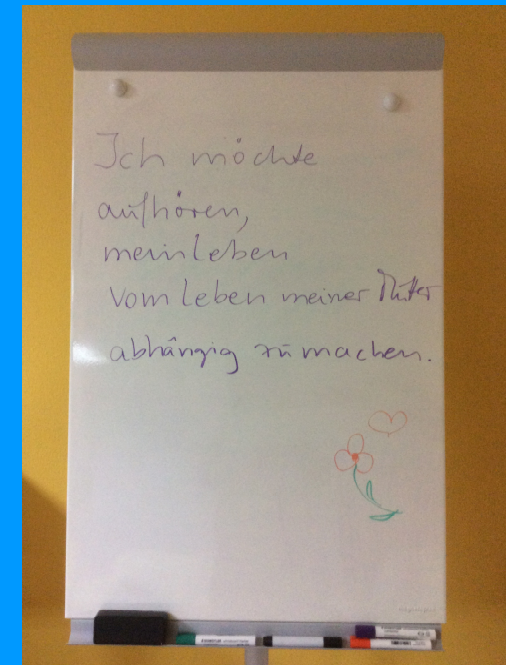 Ich möchte
aufhören,
mein Leben
vom Leben meiner Mutter
abhängig zu machen.